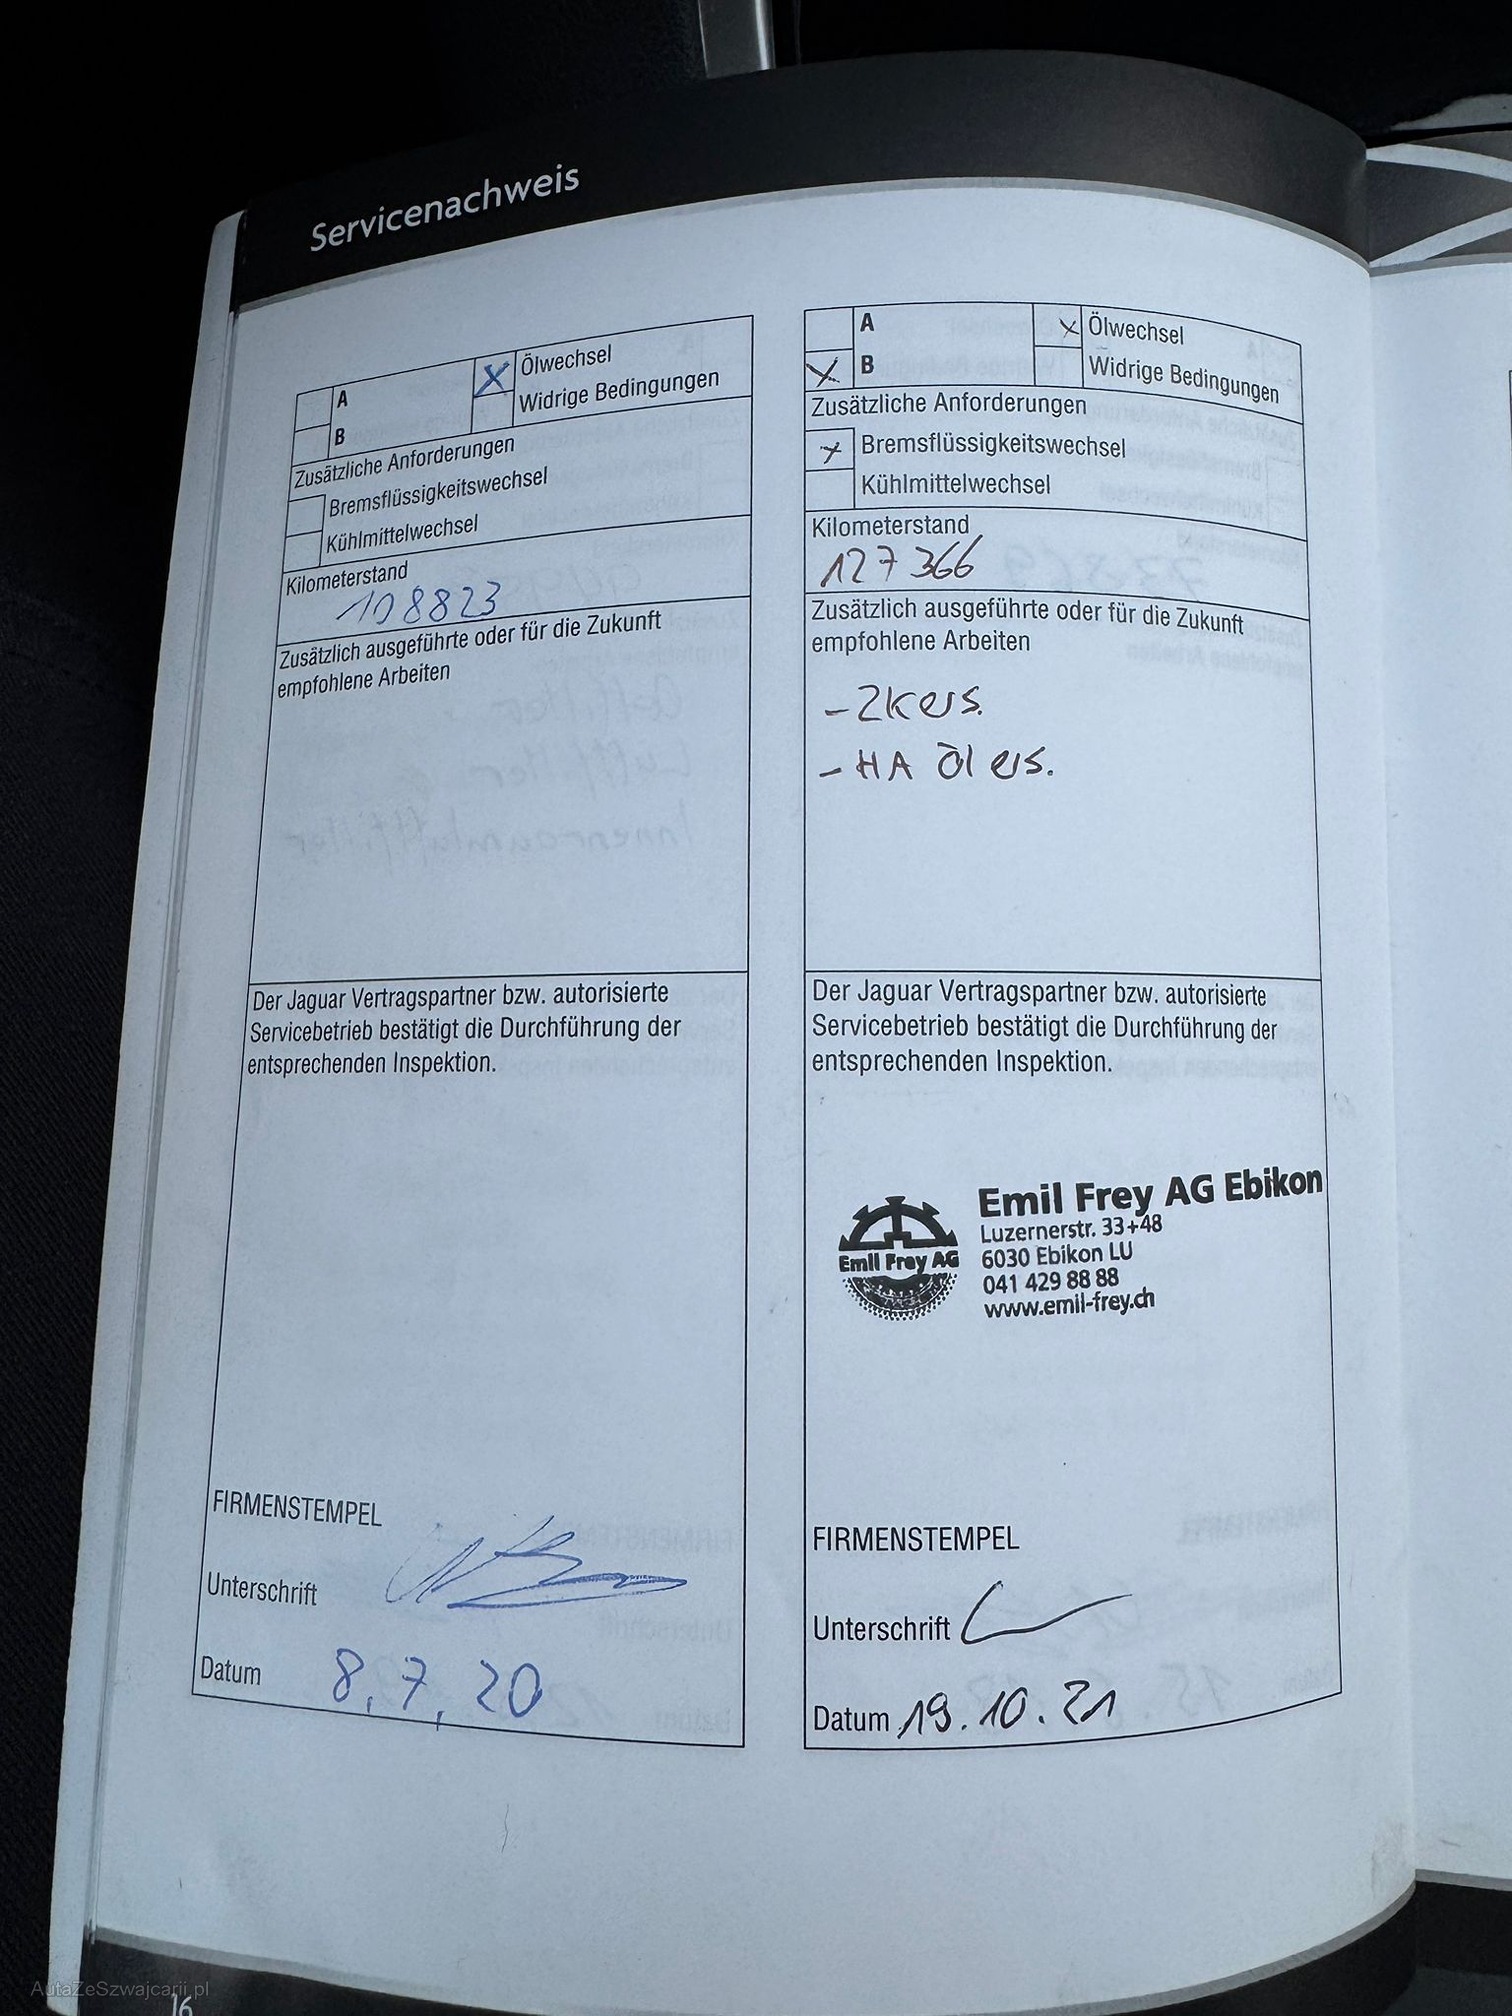 Servicenachweis
A
B
X Ölwechsel
Widrige Bedingungen
Zusätzliche Anforderungen
Bremsflüssigkeitswechsel
Kühlmittelwechsel
Kilometerstand
108823
Zusätzlich ausgeführte oder für die Zukunft
empfohlene Arbeiten
Der Jaguar Vertragspartner bzw. autorisierte
Servicebetrieb bestätigt die Durchführung der
entsprechenden Inspektion.
FIRMENSTEMPEL
Unterschrift
Datum 8.7.20
A
X B
X Ölwechsel
Widrige Bedingungen
Zusätzliche Anforderungen
X Bremsflüssigkeitswechsel
Kühlmittelwechsel
Kilometerstand
127 366
Zusätzlich ausgeführte oder für die Zukunft
empfohlene Arbeiten
- ZK ers.
- HA Öl ers.
Der Jaguar Vertragspartner bzw. autorisierte
Servicebetrieb bestätigt die Durchführung der
entsprechenden Inspektion.
Emil Frey AG
Emil Frey AG Ebikon
Luzernerstr. 33+48
6030 Ebikon LU
041 429 88 88
www.emil-frey.ch
FIRMENSTEMPEL
Unterschrift
Datum 19.10.21
AutaZeSzwajcarii.pl
16